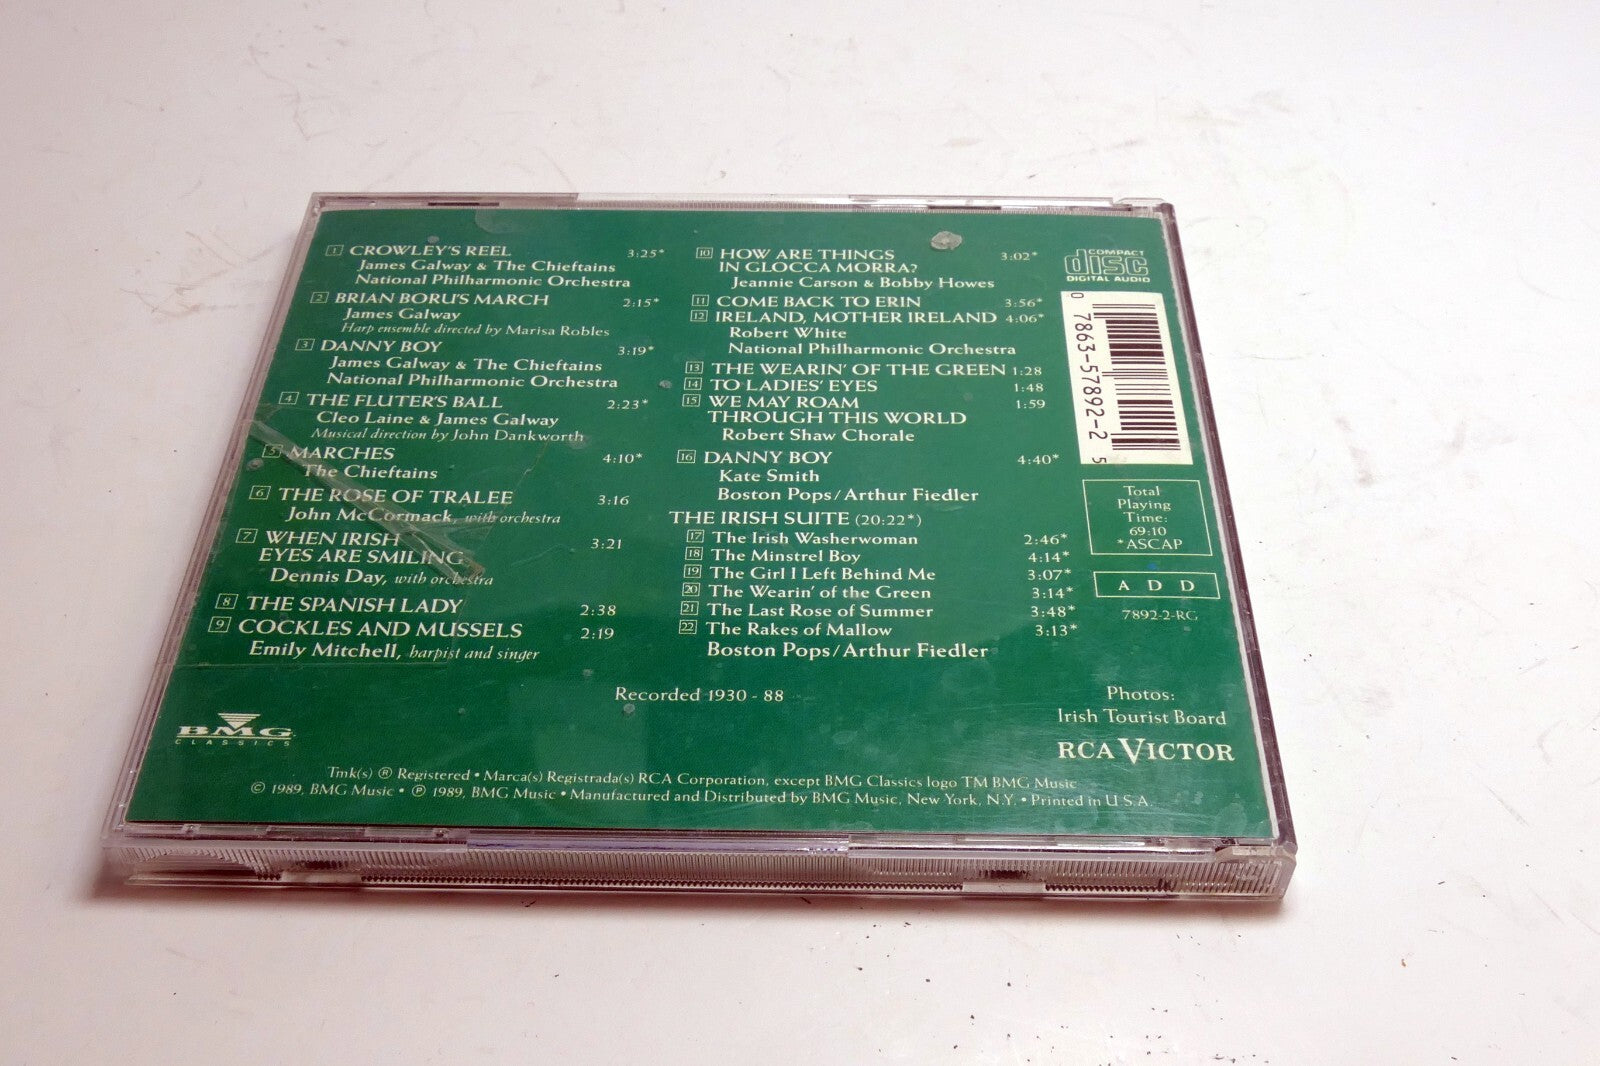 1 CROWLEY'S REEL 3:25*
James Galway & The Chieftains
National Philharmonic Orchestra
2 BRIAN BORU'S MARCH 2:15*
James Galway
Harp ensemble directed by Marisa Robles
3 DANNY BOY 3:19*
James Galway & The Chieftains
National Philharmonic Orchestra
4 THE FLUTER'S BALL 2:23*
Cleo Laine & James Galway
Musical direction by John Dankworth
5 MARCHES 4:10*
The Chieftains
6 THE ROSE OF TRALEE 3:16
John McCormack, with orchestra
7 WHEN IRISH 3:21
EYES ARE SMILING
Dennis Day, with orchestra
8 THE SPANISH LADY 2:38
9 COCKLES AND MUSSELS 2:19
Emily Mitchell, harpist and singer
10 HOW ARE THINGS 3:02*
IN GLOCCA MORRA?
Jeannie Carson & Bobby Howes
11 COME BACK TO ERIN 3:56*
12 IRELAND, MOTHER IRELAND 4:06*
Robert White
National Philharmonic Orchestra
13 THE WEARIN' OF THE GREEN 1:28
14 TO LADIES' EYES 1:48
15 WE MAY ROAM 1:59
THROUGH THIS WORLD
Robert Shaw Chorale
16 DANNY BOY 4:40*
Kate Smith
Boston Pops/Arthur Fiedler
THE IRISH SUITE (20:22*)
17 The Irish Washerwoman 2:46*
18 The Minstrel Boy 4:14*
19 The Girl I Left Behind Me 3:07*
20 The Wearin' of the Green 3:14*
21 The Last Rose of Summer 3:48*
22 The Rakes of Mallow 3:13*
Boston Pops/Arthur Fiedler
COMPACT
disc
DIGITAL AUDIO
0 7863-57892-2 5
Total
Playing
Time:
69:10
*ASCAP
A D D
7892-2-RG
Recorded 1930 - 88
Photos:
Irish Tourist Board
BMG
CLASSICS
RCA VICTOR
Tmk(s) ® Registered • Marca(s) Registrada(s) RCA Corporation, except BMG Classics logo TM BMG Music
© 1989, BMG Music • ℗ 1989, BMG Music • Manufactured and Distributed by BMG Music, New York, N.Y. • Printed in U.S.A.